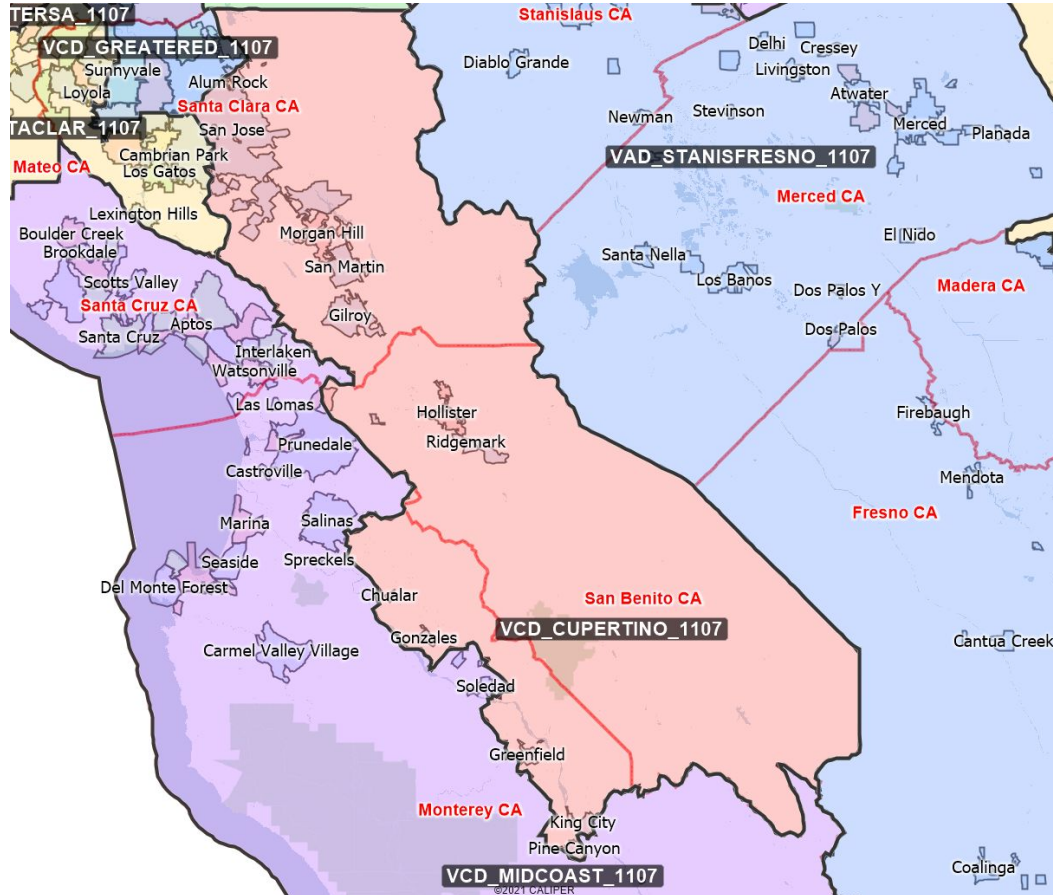 TERSA_1107
Stanislaus CA
VCD_GREATERED_1107
Delhi
Cressey
Diablo Grande
Sunnyvale
Livingston
Alum Rock
Loyola
Atwater
Santa Clara CA
Stevinson
Newman
TACLAR_1107
San Jose
Merced
Planada
Cambrian Park
VAD_STANISFRESNO_1107
Mateo CA
Los Gatos
Merced CA
Lexington Hills
Boulder Creek
Morgan Hill
El Nido
Brookdale
Santa Nella
San Martin
Scotts Valley
Los Banos
Madera CA
Dos Palos Y
Santa Cruz CA
Gilroy
Aptos
Dos Palos
Santa Cruz
Interlaken
Watsonville
Las Lomas
Hollister
Firebaugh
Prunedale
Ridgemark
Castroville
Mendota
Fresno CA
Marina
Salinas
Seaside
Spreckels
Del Monte Forest
Chualar
San Benito CA
VCD_CUPERTINO_1107
Gonzales
Cantua Creek
Carmel Valley Village
Soledad
Greenfield
Monterey CA
King City
Pine Canyon
Coalinga
VCD_MIDCOAST_1107
©2021 CALIPER